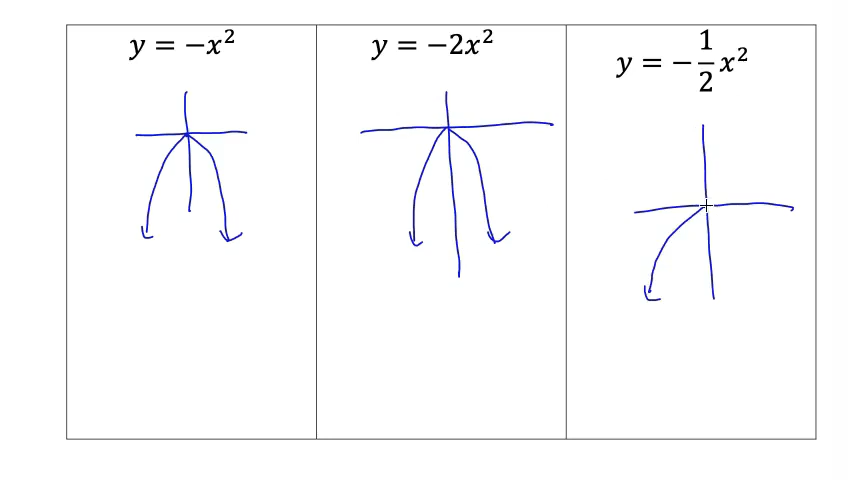 y = −x²
y = −2x²
y = −1/2 x²